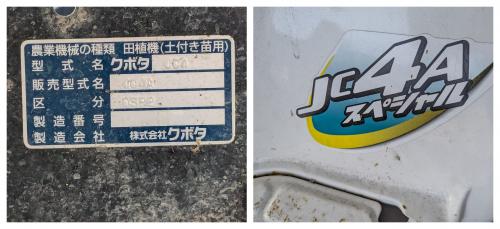 農業機械の種類 田植機(土付き苗用)
型式名 クボタ JC4
販売型式名
区分
製造番号
製造会社 株式会社クボタ
JC4A
スペシャル